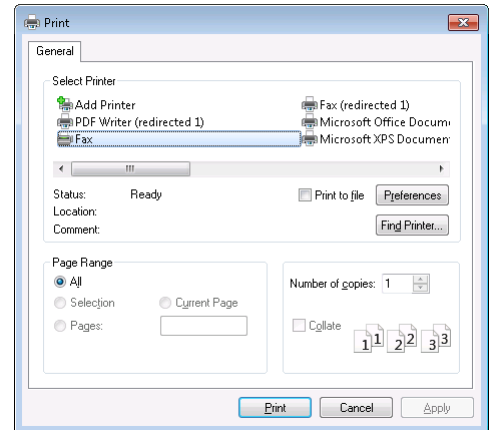 Print
General
Select Printer
Add Printer
Fax (redirected 1)
PDF Writer (redirected 1)
Microsoft Office Docum
Fax
Microsoft XPS Documen
Status: Ready
Print to file
Preferences
Location:
Comment:
Find Printer...
Page Range
All
Number of copies: 1
Selection
Current Page
Pages:
Collate
1 1 2 2 3 3
Print
Cancel
Apply